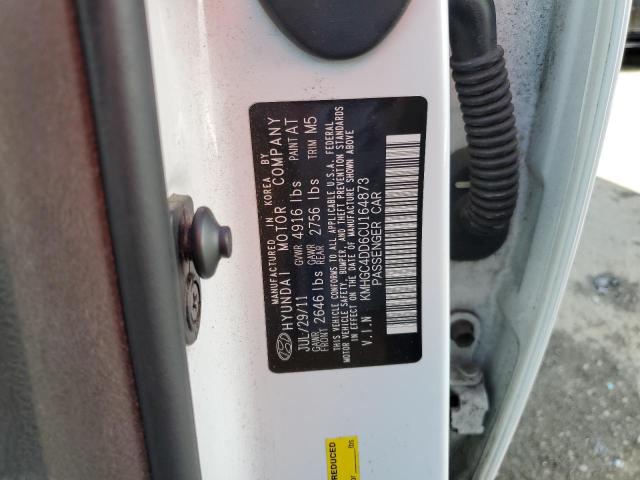 MANUFACTURED IN KOREA BY
HYUNDAI MOTOR COMPANY
JUL/29/11 GVWR 4916 lbs PAINT AT
GAWR FRONT 2646 lbs GAWR REAR 2756 lbs TRIM M5
THIS VEHICLE CONFORMS TO ALL APPLICABLE U.S.A. FEDERAL
MOTOR VEHICLE SAFETY, BUMPER, AND THEFT PREVENTION STANDARDS
IN EFFECT ON THE DATE OF MANUFACTURE SHOWN ABOVE
V.I.N KMHTC4DD6CU164873
PASSENGER CAR
REDUCED
lbs